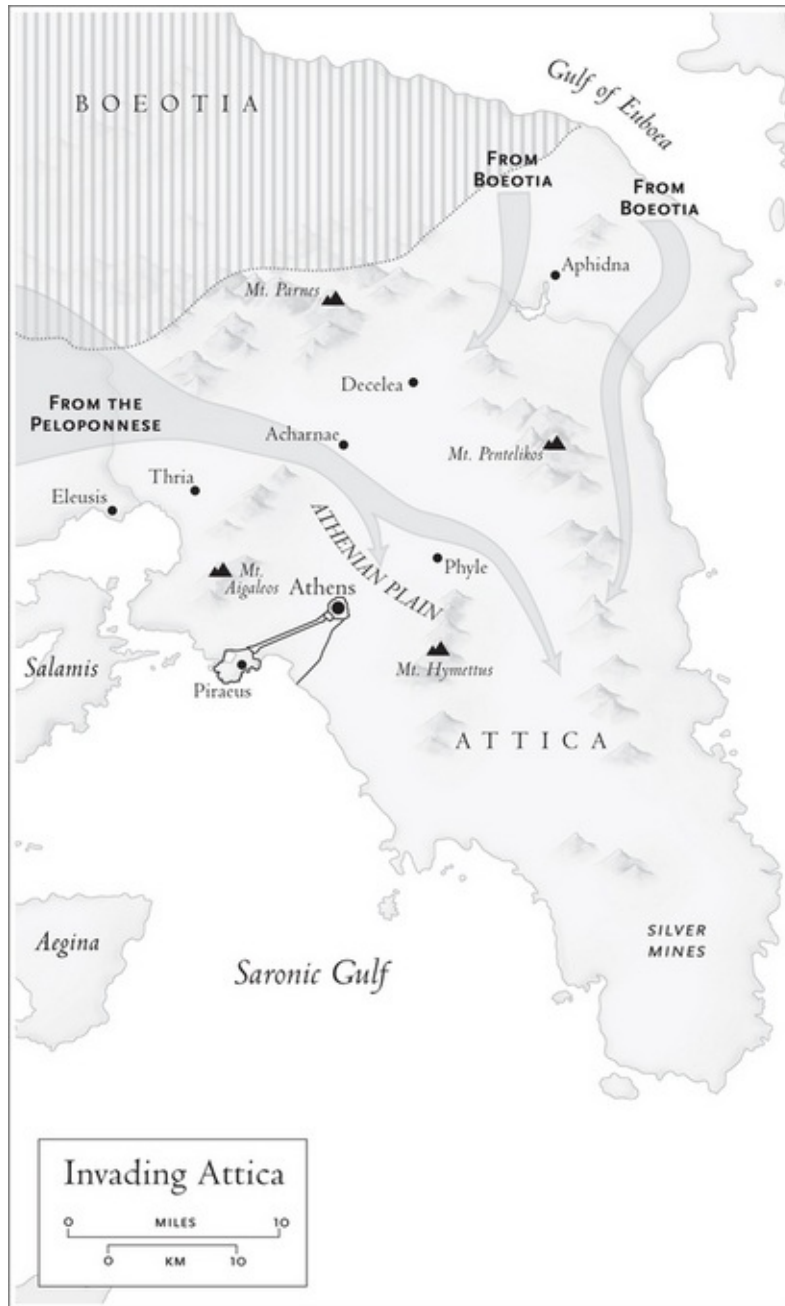 BOEOTIA
Gulf of Euboea
FROM
BOEOTIA
FROM
BOEOTIA
Aphidna
Mt. Parnes
Decelea
FROM THE
PELOPONNESE
Acharnae
Mt. Pentelikos
Thria
Eleusis
ATHENIAN PLAIN
Phyle
Mt.
Aigaleos
Athens
Salamis
Piraeus
Mt. Hymettus
ATTICA
SILVER
MINES
Aegina
Saronic Gulf
Invading Attica
0 MILES 10
0 KM 10